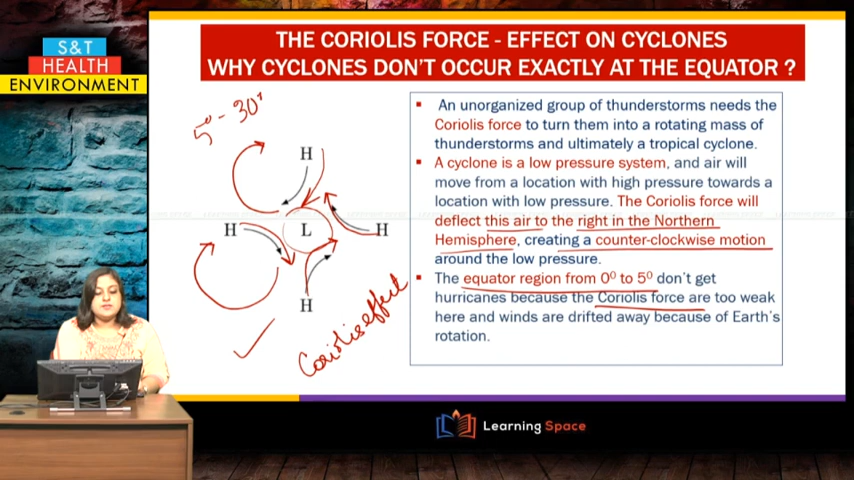 S&T
HEALTH
ENVIRONMENT
THE CORIOLIS FORCE - EFFECT ON CYCLONES
WHY CYCLONES DON'T OCCUR EXACTLY AT THE EQUATOR ?
5° - 30°
H
H
L
H
H
Coriolis effect
▪ An unorganized group of thunderstorms needs the
Coriolis force to turn them into a rotating mass of
thunderstorms and ultimately a tropical cyclone.
▪ A cyclone is a low pressure system, and air will
move from a location with high pressure towards a
location with low pressure. The Coriolis force will
deflect this air to the right in the Northern
Hemisphere, creating a counter-clockwise motion
around the low pressure.
▪ The equator region from 0⁰ to 5⁰ don't get
hurricanes because the Coriolis force are too weak
here and winds are drifted away because of Earth's
rotation.
Learning Space